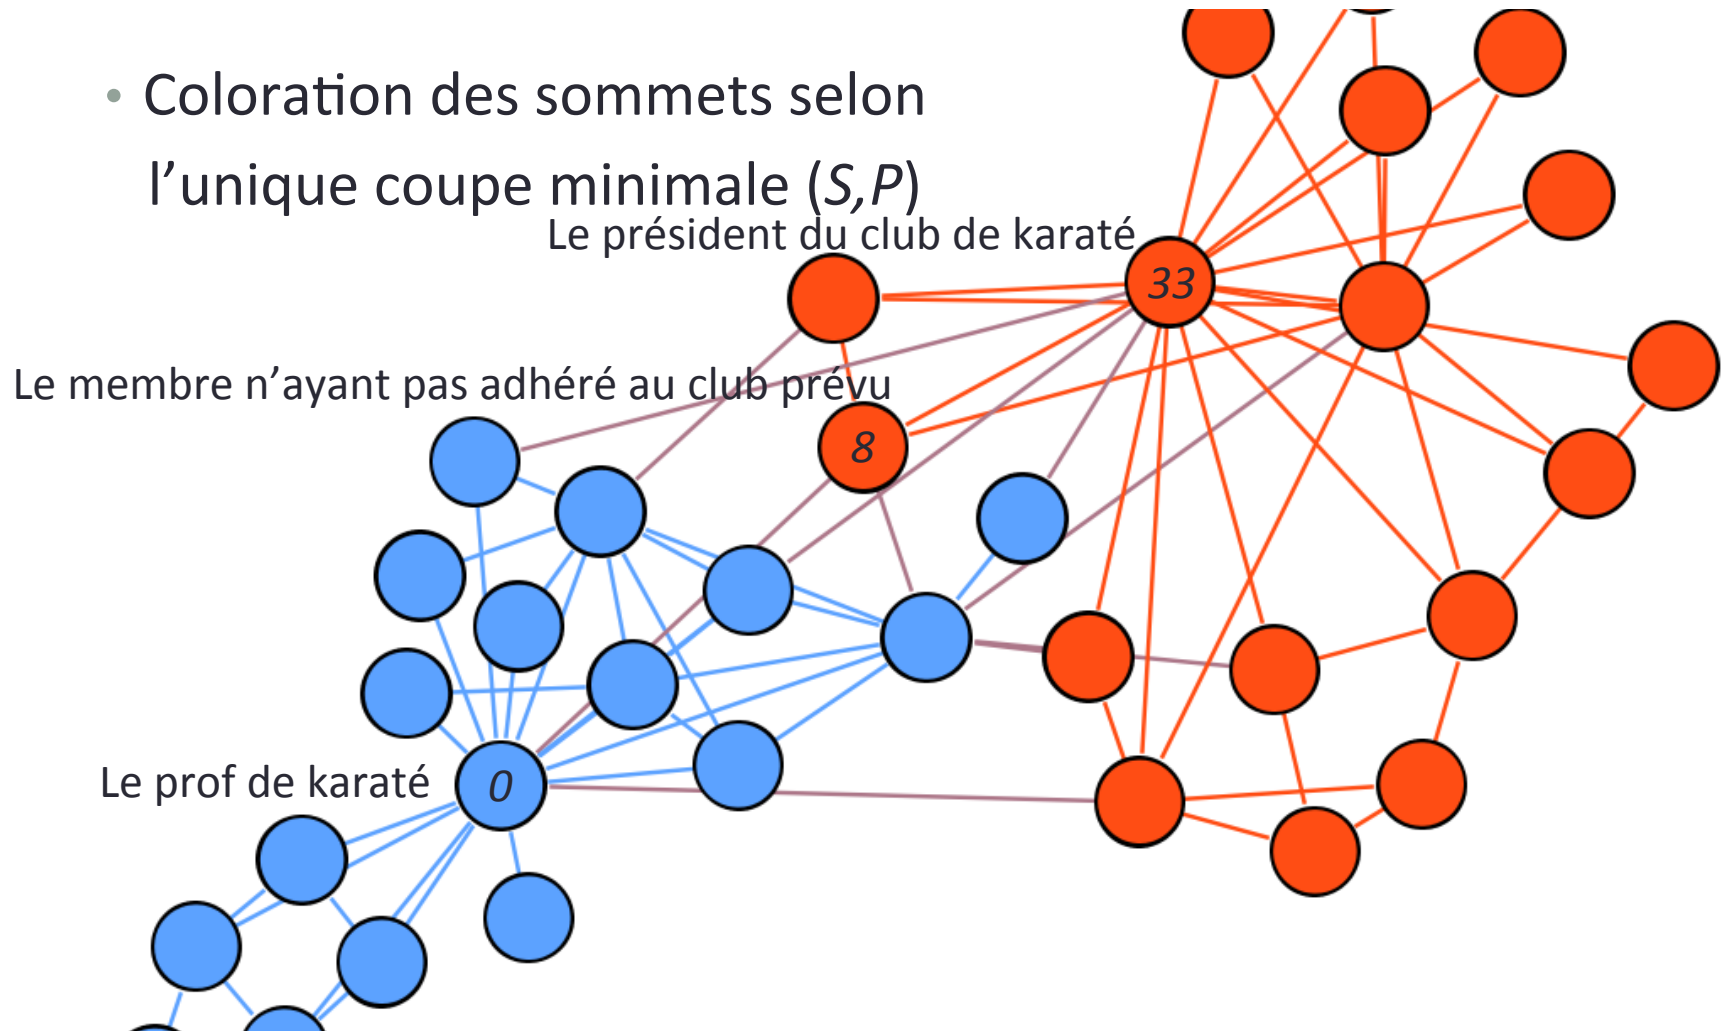 • Coloration des sommets selon
l’unique coupe minimale (S,P)
Le président du club de karaté
33
Le membre n’ayant pas adhéré au club prévu
8
Le prof de karaté
0